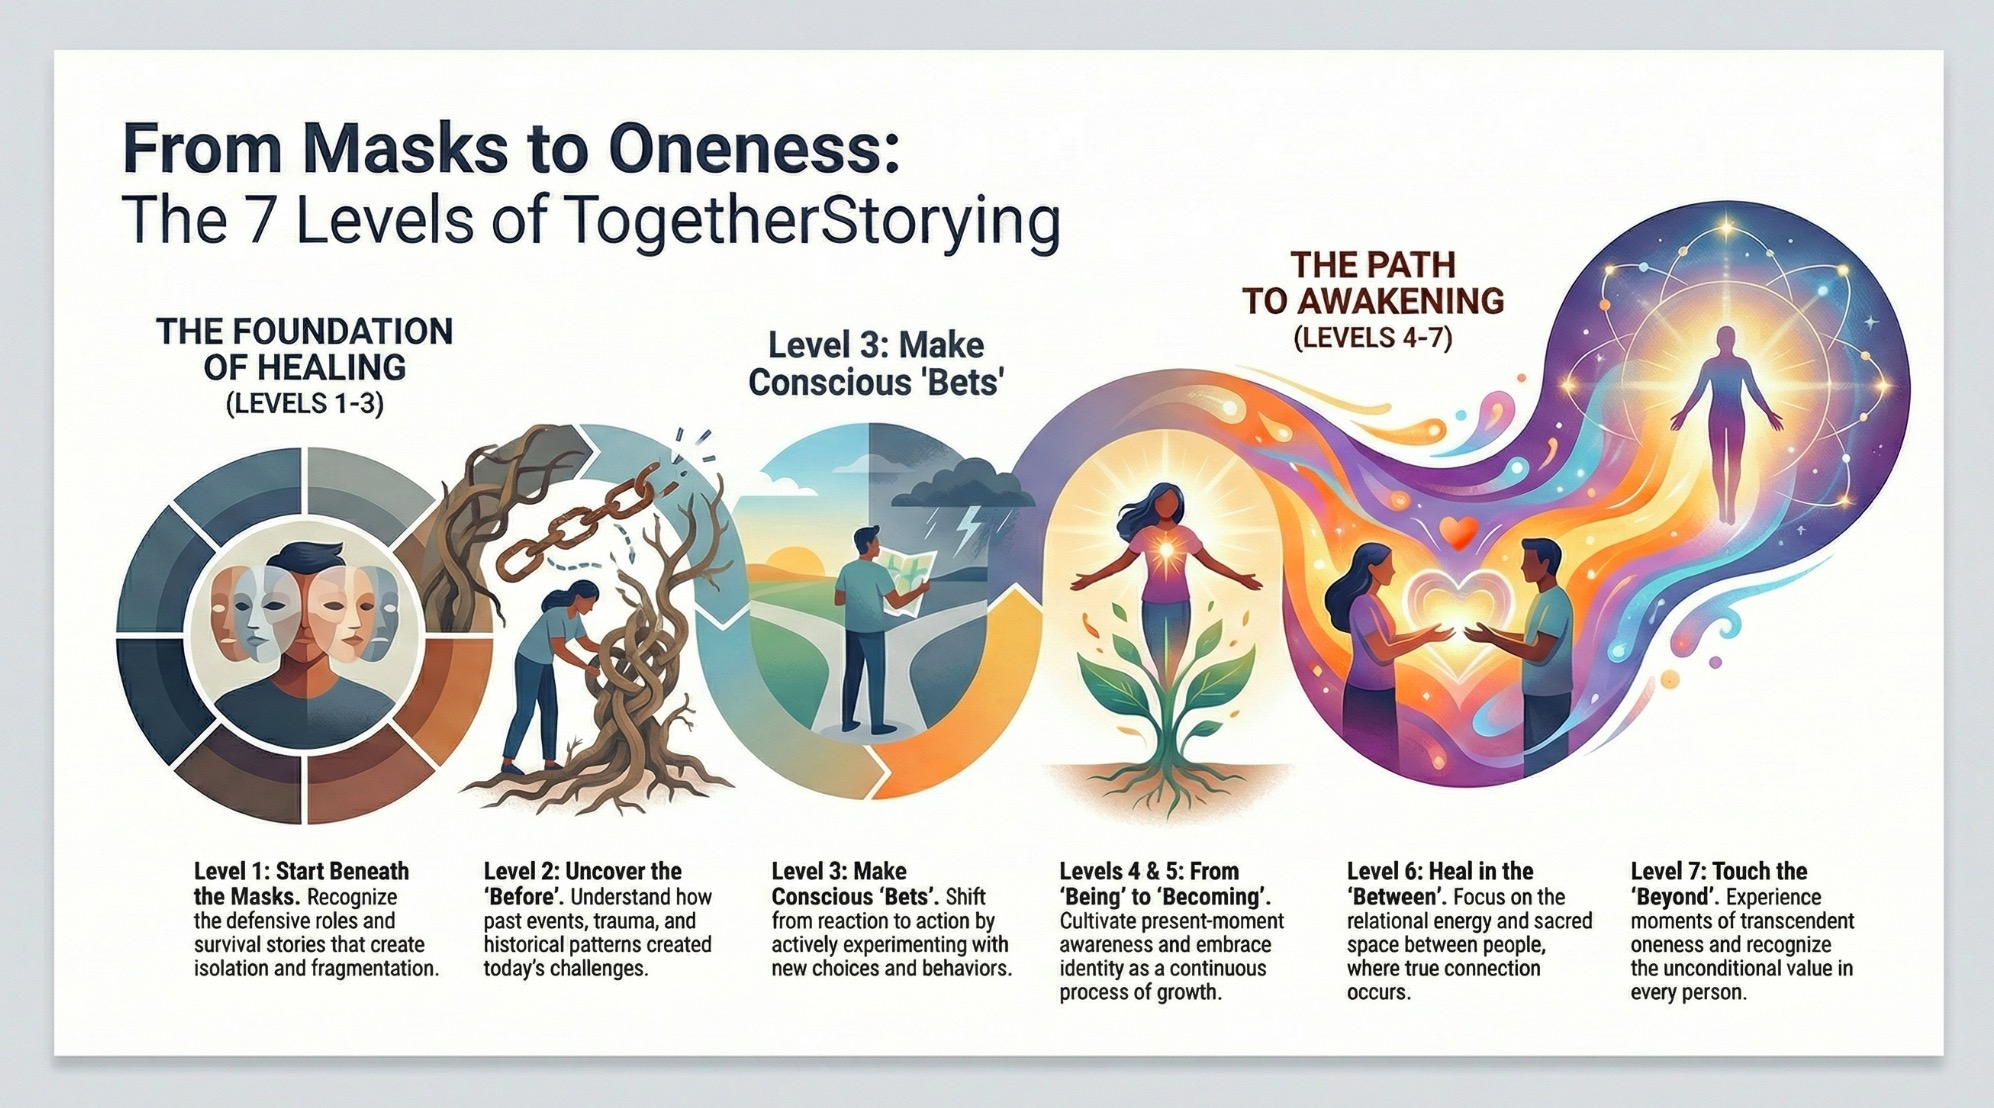 From Masks to Oneness:
The 7 Levels of TogetherStorying
THE FOUNDATION
OF HEALING
(LEVELS 1-3)
Level 3: Make
Conscious 'Bets'
THE PATH
TO AWAKENING
(LEVELS 4-7)
Level 1: Start Beneath
the Masks. Recognize
the defensive roles and
survival stories that create
isolation and fragmentation.
Level 2: Uncover the
‘Before’. Understand how
past events, trauma, and
historical patterns created
today’s challenges.
Level 3: Make
Conscious ‘Bets’. Shift
from reaction to action by
actively experimenting with
new choices and behaviors.
Levels 4 & 5: From
‘Being’ to ‘Becoming’.
Cultivate present-moment
awareness and embrace
identity as a continuous
process of growth.
Level 6: Heal in the
‘Between’. Focus on the
relational energy and sacred
space between people,
where true connection
occurs.
Level 7: Touch the
‘Beyond’. Experience
moments of transcendent
oneness and recognize
the unconditional value in
every person.